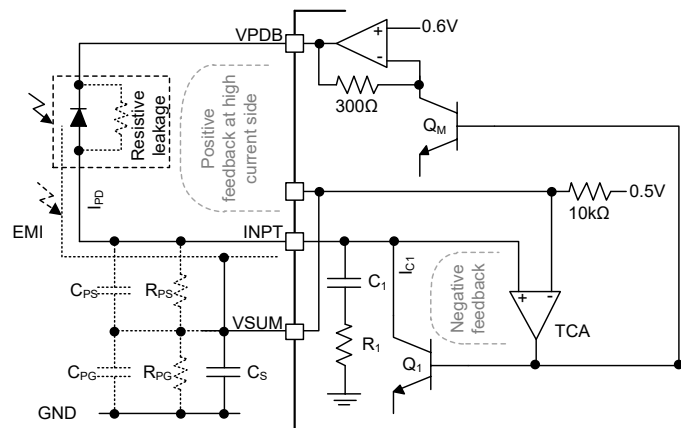 VPDB
0.6V
+
-
300Ω
QM
Resistive
leakage
Positive
feedback at high
current side
IPD
EMI
INPT
0.5V
10kΩ
CPS
RPS
C1
IC1
Negative
feedback
+
-
TCA
VSUM
R1
Q1
CPG
RPG
CS
GND